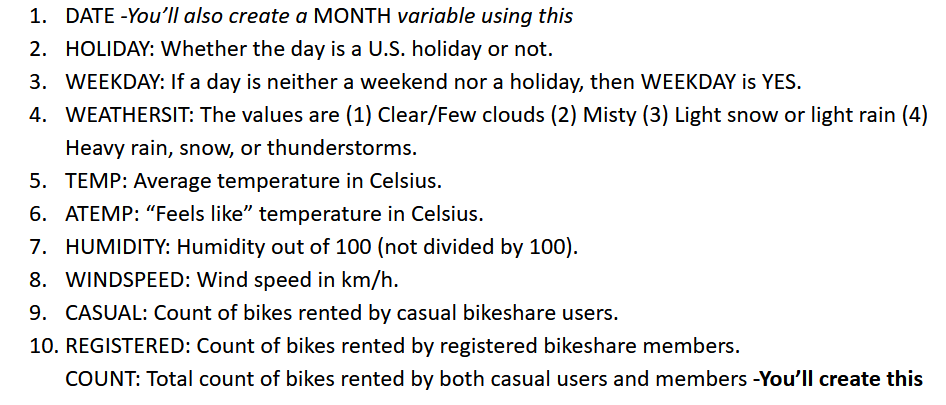 1. DATE -You’ll also create a MONTH variable using this
2. HOLIDAY: Whether the day is a U.S. holiday or not.
3. WEEKDAY: If a day is neither a weekend nor a holiday, then WEEKDAY is YES.
4. WEATHERSIT: The values are (1) Clear/Few clouds (2) Misty (3) Light snow or light rain (4)
Heavy rain, snow, or thunderstorms.
5. TEMP: Average temperature in Celsius.
6. ATEMP: “Feels like” temperature in Celsius.
7. HUMIDITY: Humidity out of 100 (not divided by 100).
8. WINDSPEED: Wind speed in km/h.
9. CASUAL: Count of bikes rented by casual bikeshare users.
10. REGISTERED: Count of bikes rented by registered bikeshare members.
COUNT: Total count of bikes rented by both casual users and members -You’ll create this